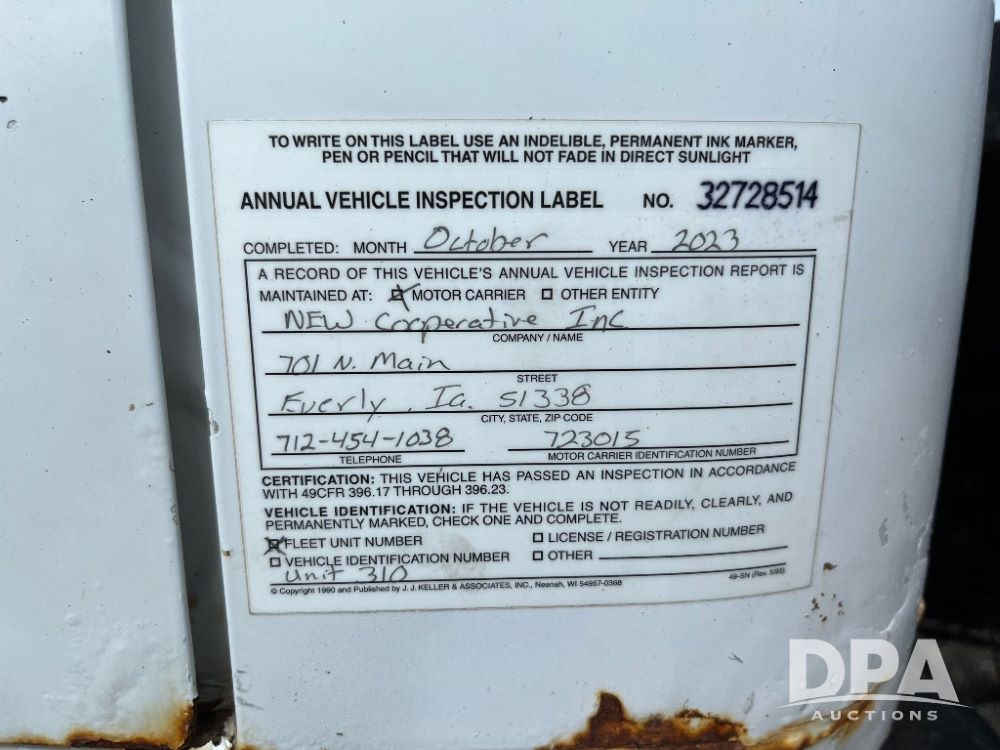 TO WRITE ON THIS LABEL USE AN INDELIBLE, PERMANENT INK MARKER,
PEN OR PENCIL THAT WILL NOT FADE IN DIRECT SUNLIGHT
ANNUAL VEHICLE INSPECTION LABEL NO. 32728514
COMPLETED: MONTH October YEAR 2023
A RECORD OF THIS VEHICLE'S ANNUAL VEHICLE INSPECTION REPORT IS
MAINTAINED AT: ☒ MOTOR CARRIER ☐ OTHER ENTITY
NEW Cooperative Inc
COMPANY / NAME
701 N. Main
STREET
Everly, Ia. 51338
CITY, STATE, ZIP CODE
712-454-1038 723015
TELEPHONE MOTOR CARRIER IDENTIFICATION NUMBER
CERTIFICATION: THIS VEHICLE HAS PASSED AN INSPECTION IN ACCORDANCE
WITH 49CFR 396.17 THROUGH 396.23.
VEHICLE IDENTIFICATION: IF THE VEHICLE IS NOT READILY, CLEARLY, AND
PERMANENTLY MARKED, CHECK ONE AND COMPLETE.
☒ FLEET UNIT NUMBER ☐ LICENSE / REGISTRATION NUMBER
☐ VEHICLE IDENTIFICATION NUMBER ☐ OTHER
Unit 310
© Copyright 1990 and Published by J. J. KELLER & ASSOCIATES, INC., Neenah, WI 54957-0368 49-SN (Rev. 5/95)
DPA
AUCTIONS